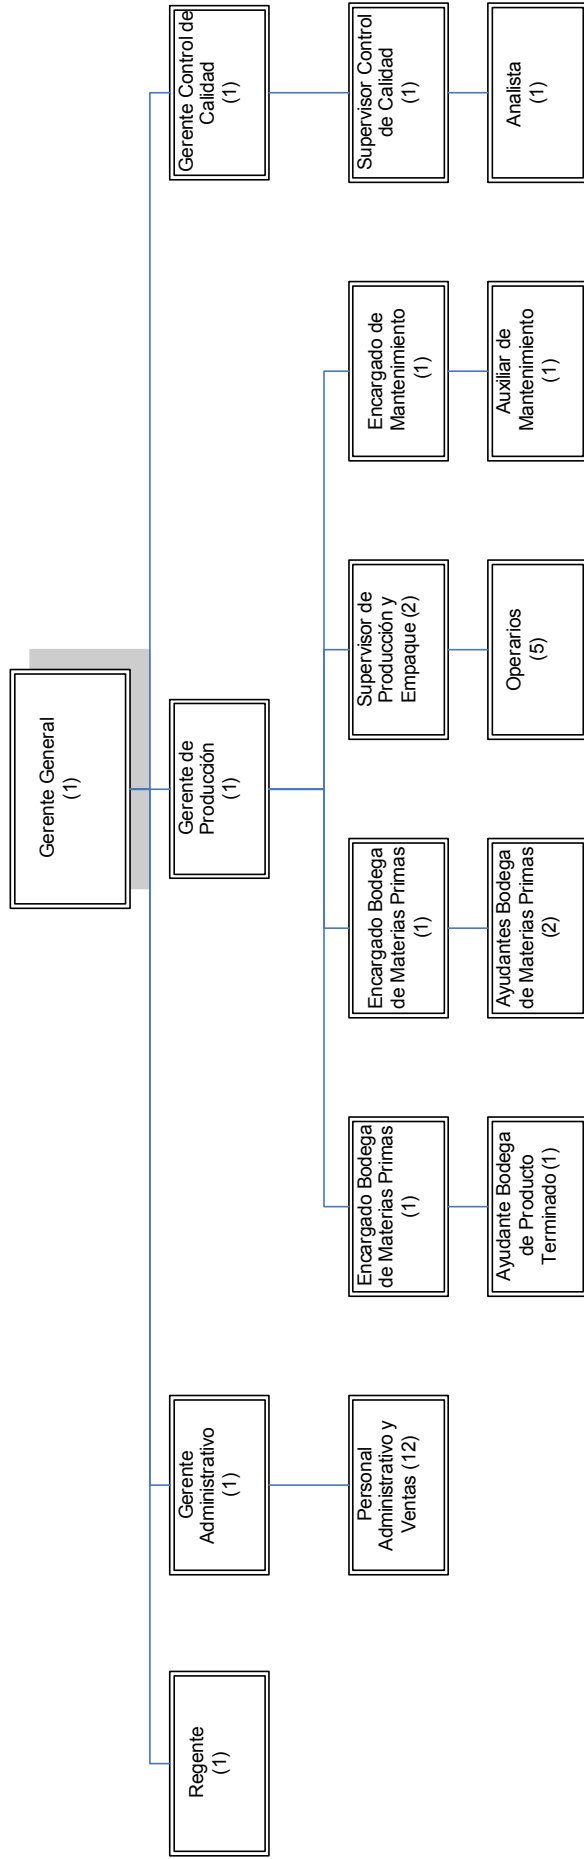 Gerente General
(1)
Regente
(1)
Gerente
Administrativo
(1)
Gerente de
Producción
(1)
Gerente Control de
Calidad
(1)
Personal
Administrativo y
Ventas (12)
Encargado Bodega
de Materias Primas
(1)
Encargado Bodega
de Materias Primas
(1)
Supervisor de
Producción y
Empaque (2)
Encargado de
Mantenimiento
(1)
Supervisor Control
de Calidad
(1)
Ayudante Bodega
de Producto
Terminado (1)
Ayudantes Bodega
de Materias Primas
(2)
Operarios
(5)
Auxiliar de
Mantenimiento
(1)
Analista
(1)